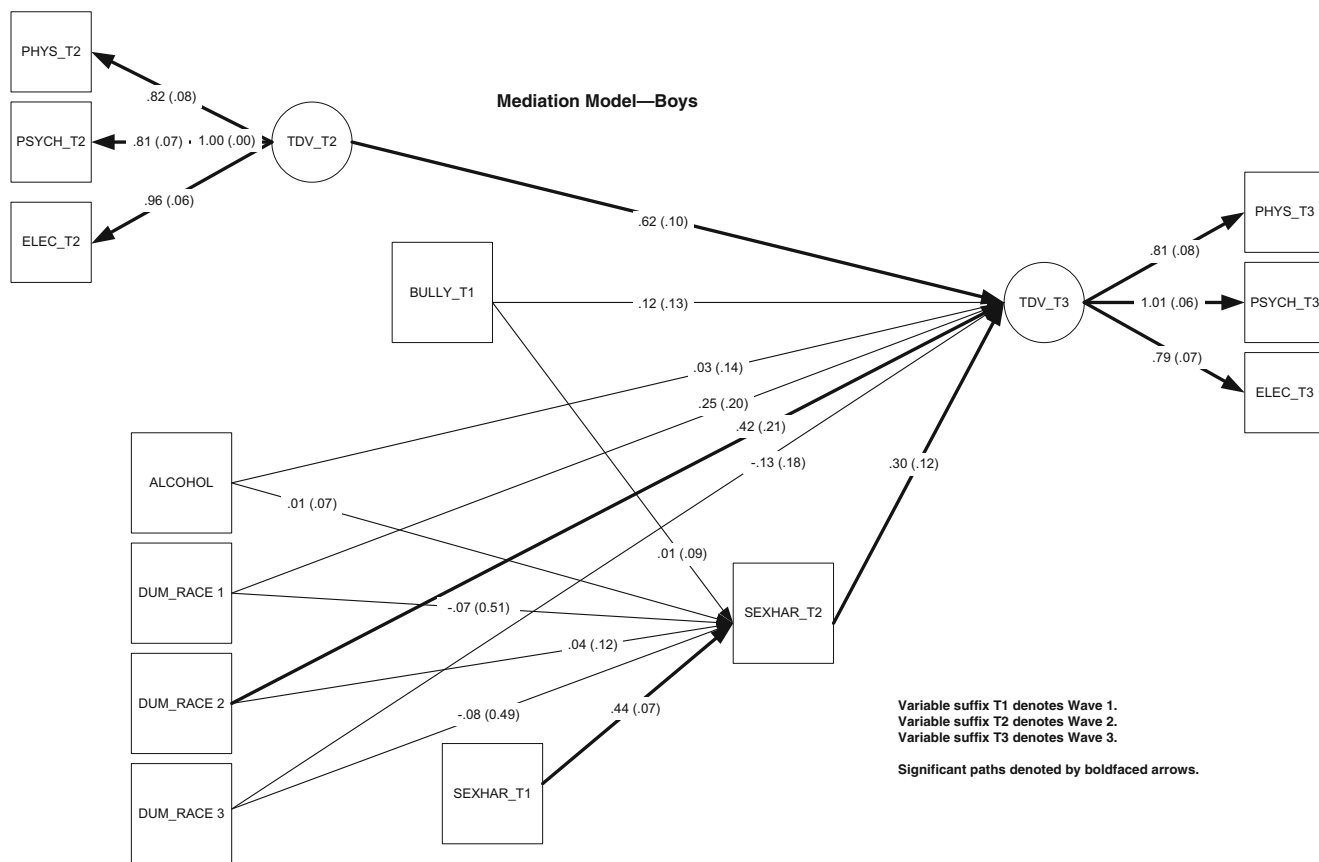 PHYS_T2
.82 (.08)
Mediation Model—Boys
PSYCH_T2
.81 (.07)
1.00 (.00)
TDV_T2
.96 (.06)
ELEC_T2
.62 (.10)
PHYS_T3
.81 (.08)
BULLY_T1
.12 (.13)
TDV_T3
1.01 (.06)
PSYCH_T3
.79 (.07)
ELEC_T3
.03 (.14)
.25 (.20)
.42 (.21)
-.13 (.18)
.30 (.12)
ALCOHOL
.01 (.07)
.01 (.09)
DUM_RACE 1
-.07 (0.51)
SEXHAR_T2
.04 (.12)
DUM_RACE 2
-.08 (0.49)
.44 (.07)
SEXHAR_T1
DUM_RACE 3
Variable suffix T1 denotes Wave 1.
Variable suffix T2 denotes Wave 2.
Variable suffix T3 denotes Wave 3.
Significant paths denoted by boldfaced arrows.